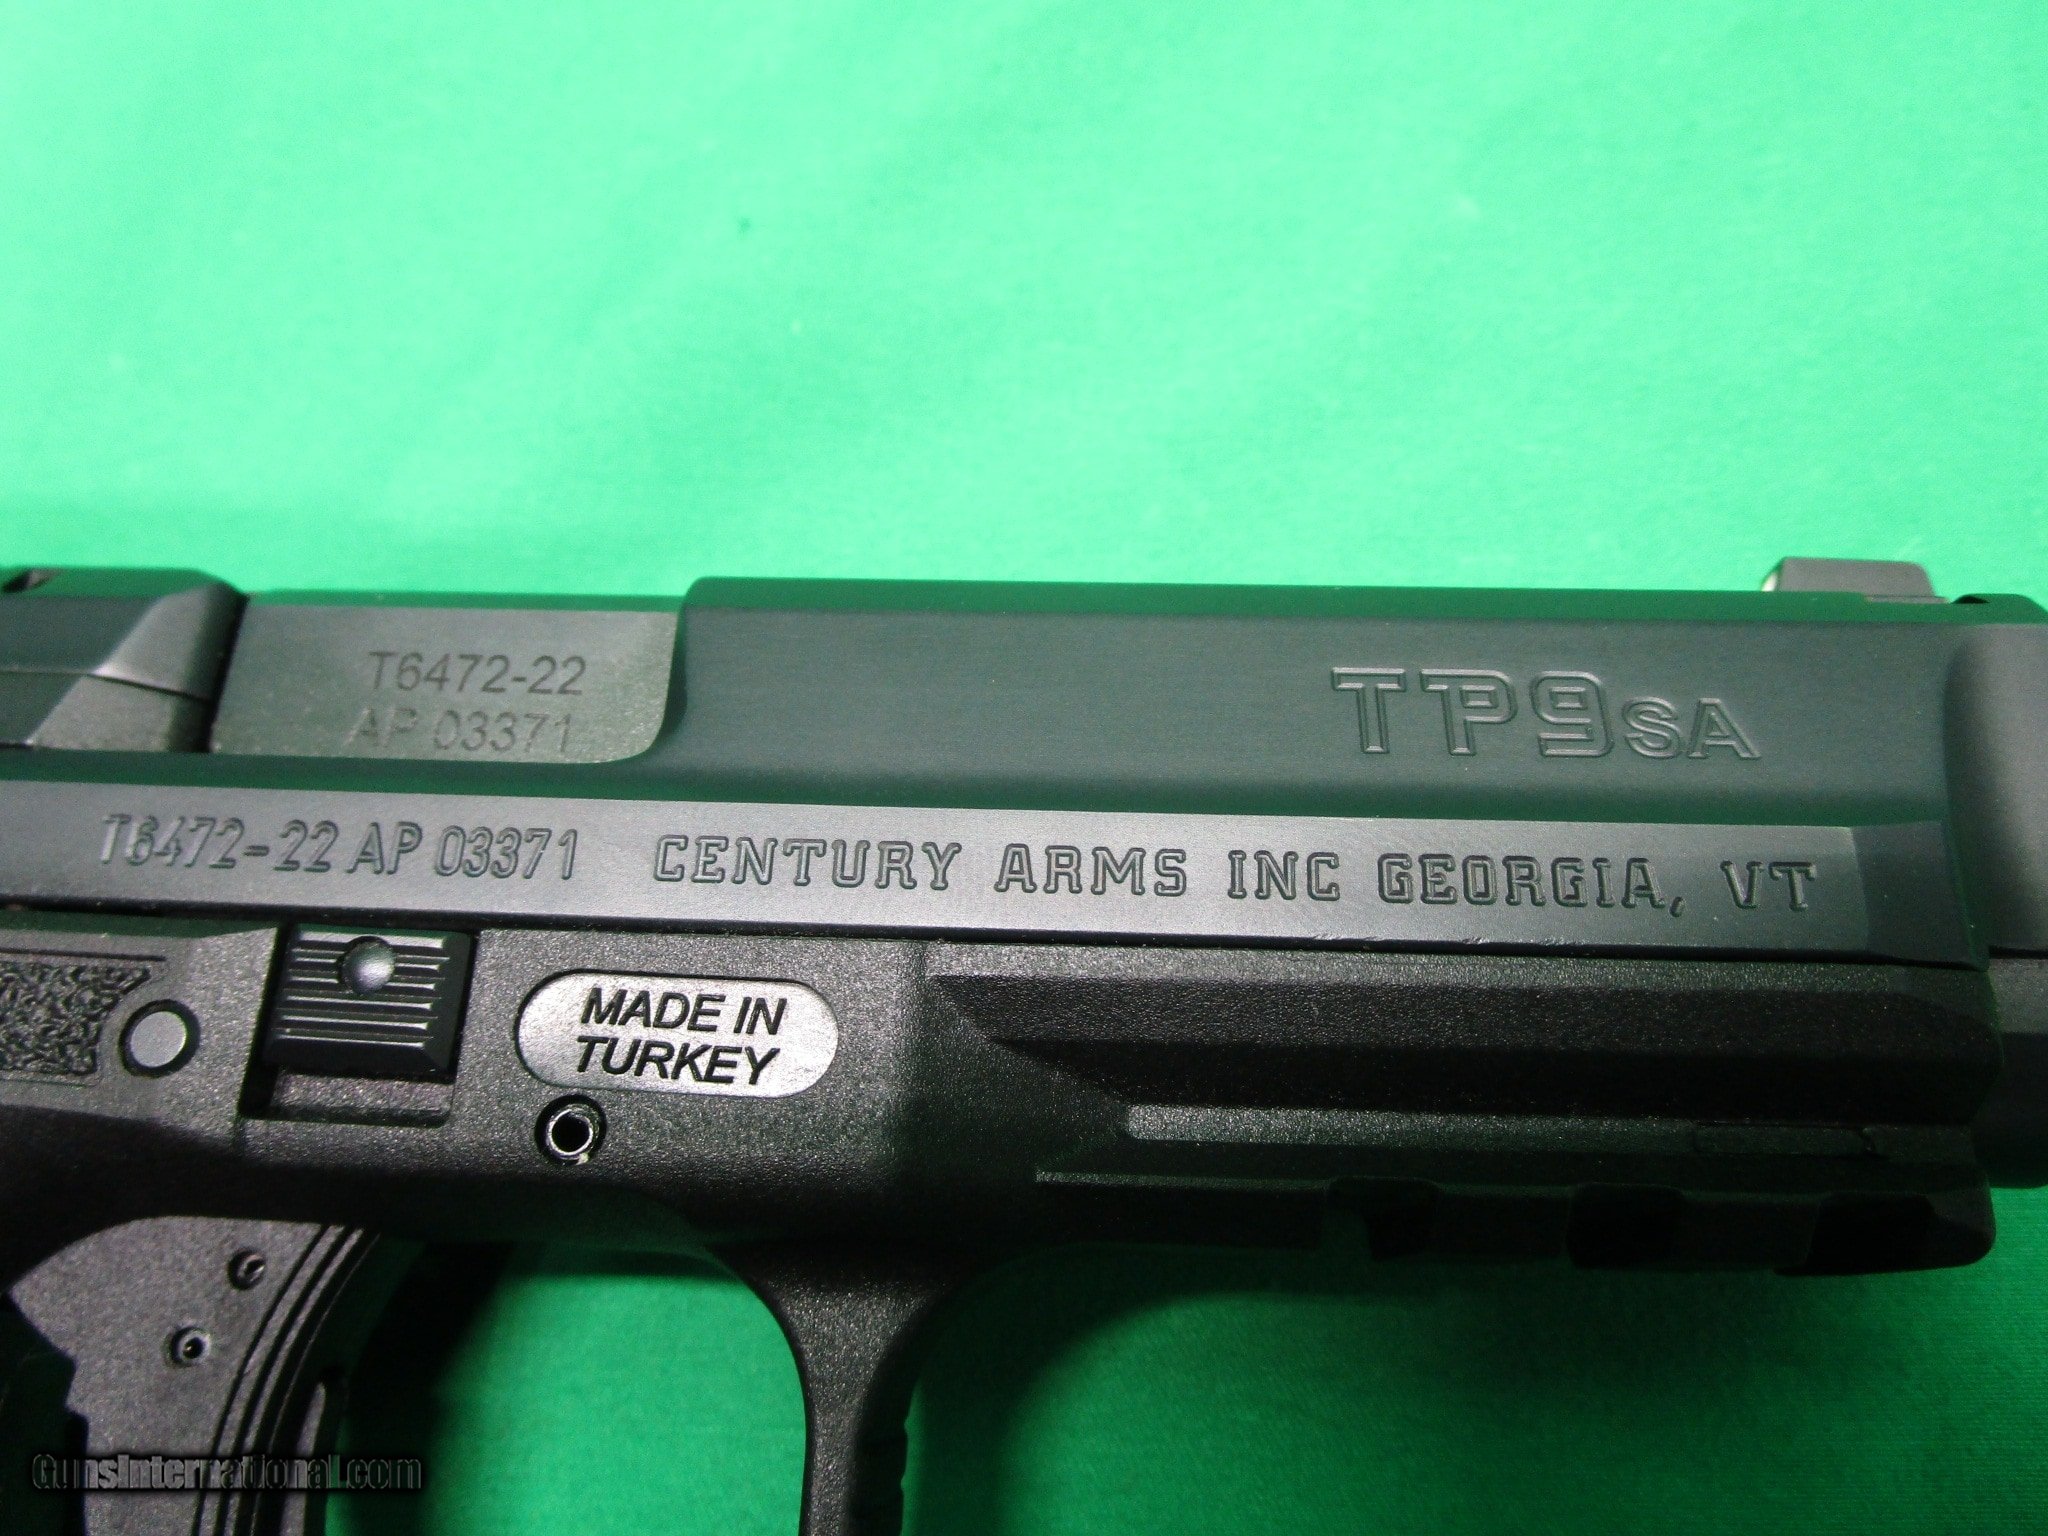 T6472-22
AP 03371
TP9SA
T6472-22 AP 03371 CENTURY ARMS INC GEORGIA, VT
MADE IN
TURKEY
GunsInternational.com